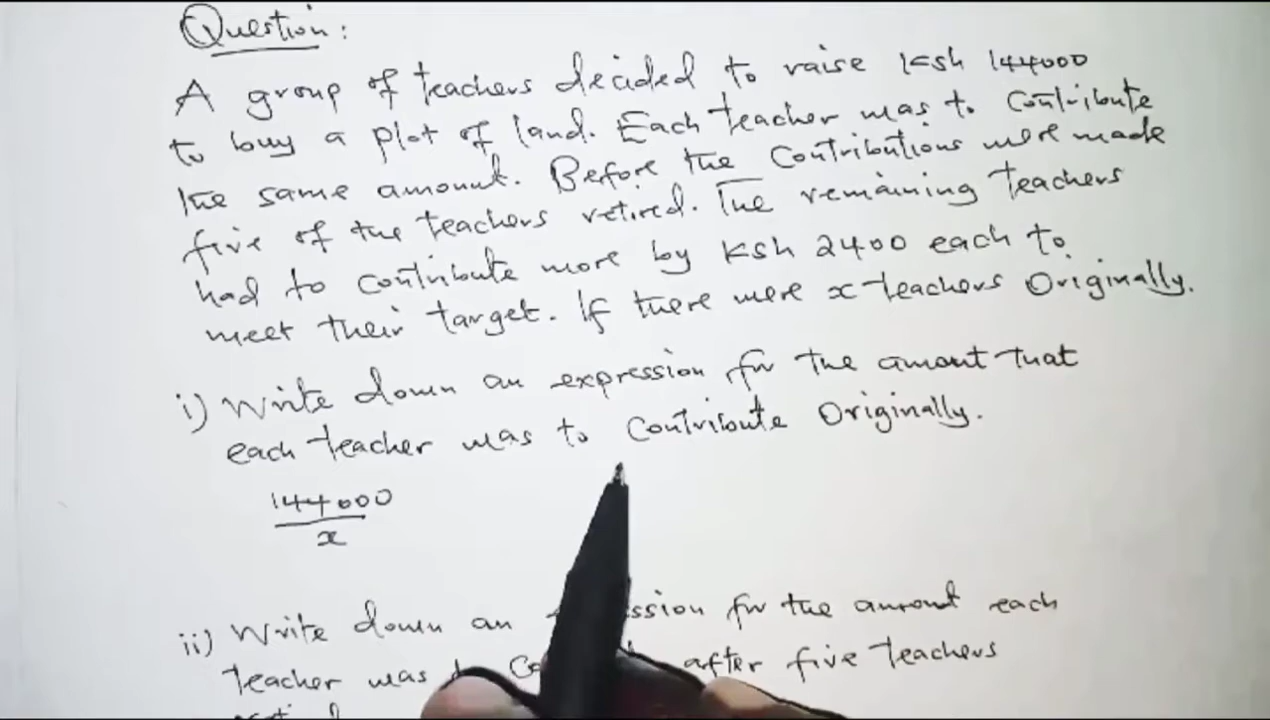 Question:
A group of teachers decided to raise Ksh 144000
to buy a plot of land. Each teacher was to Contribute
the same amount. Before the Contributions were made
five of the teachers retired. The remaining teachers
had to contribute more by Ksh 2400 each to
meet their target. If there were x teachers Originally.
i) Write down an expression for the amount that
each teacher was to Contribute Originally.
144000
x
ii) Write down an ssion for the amount each
teacher was after five teachers